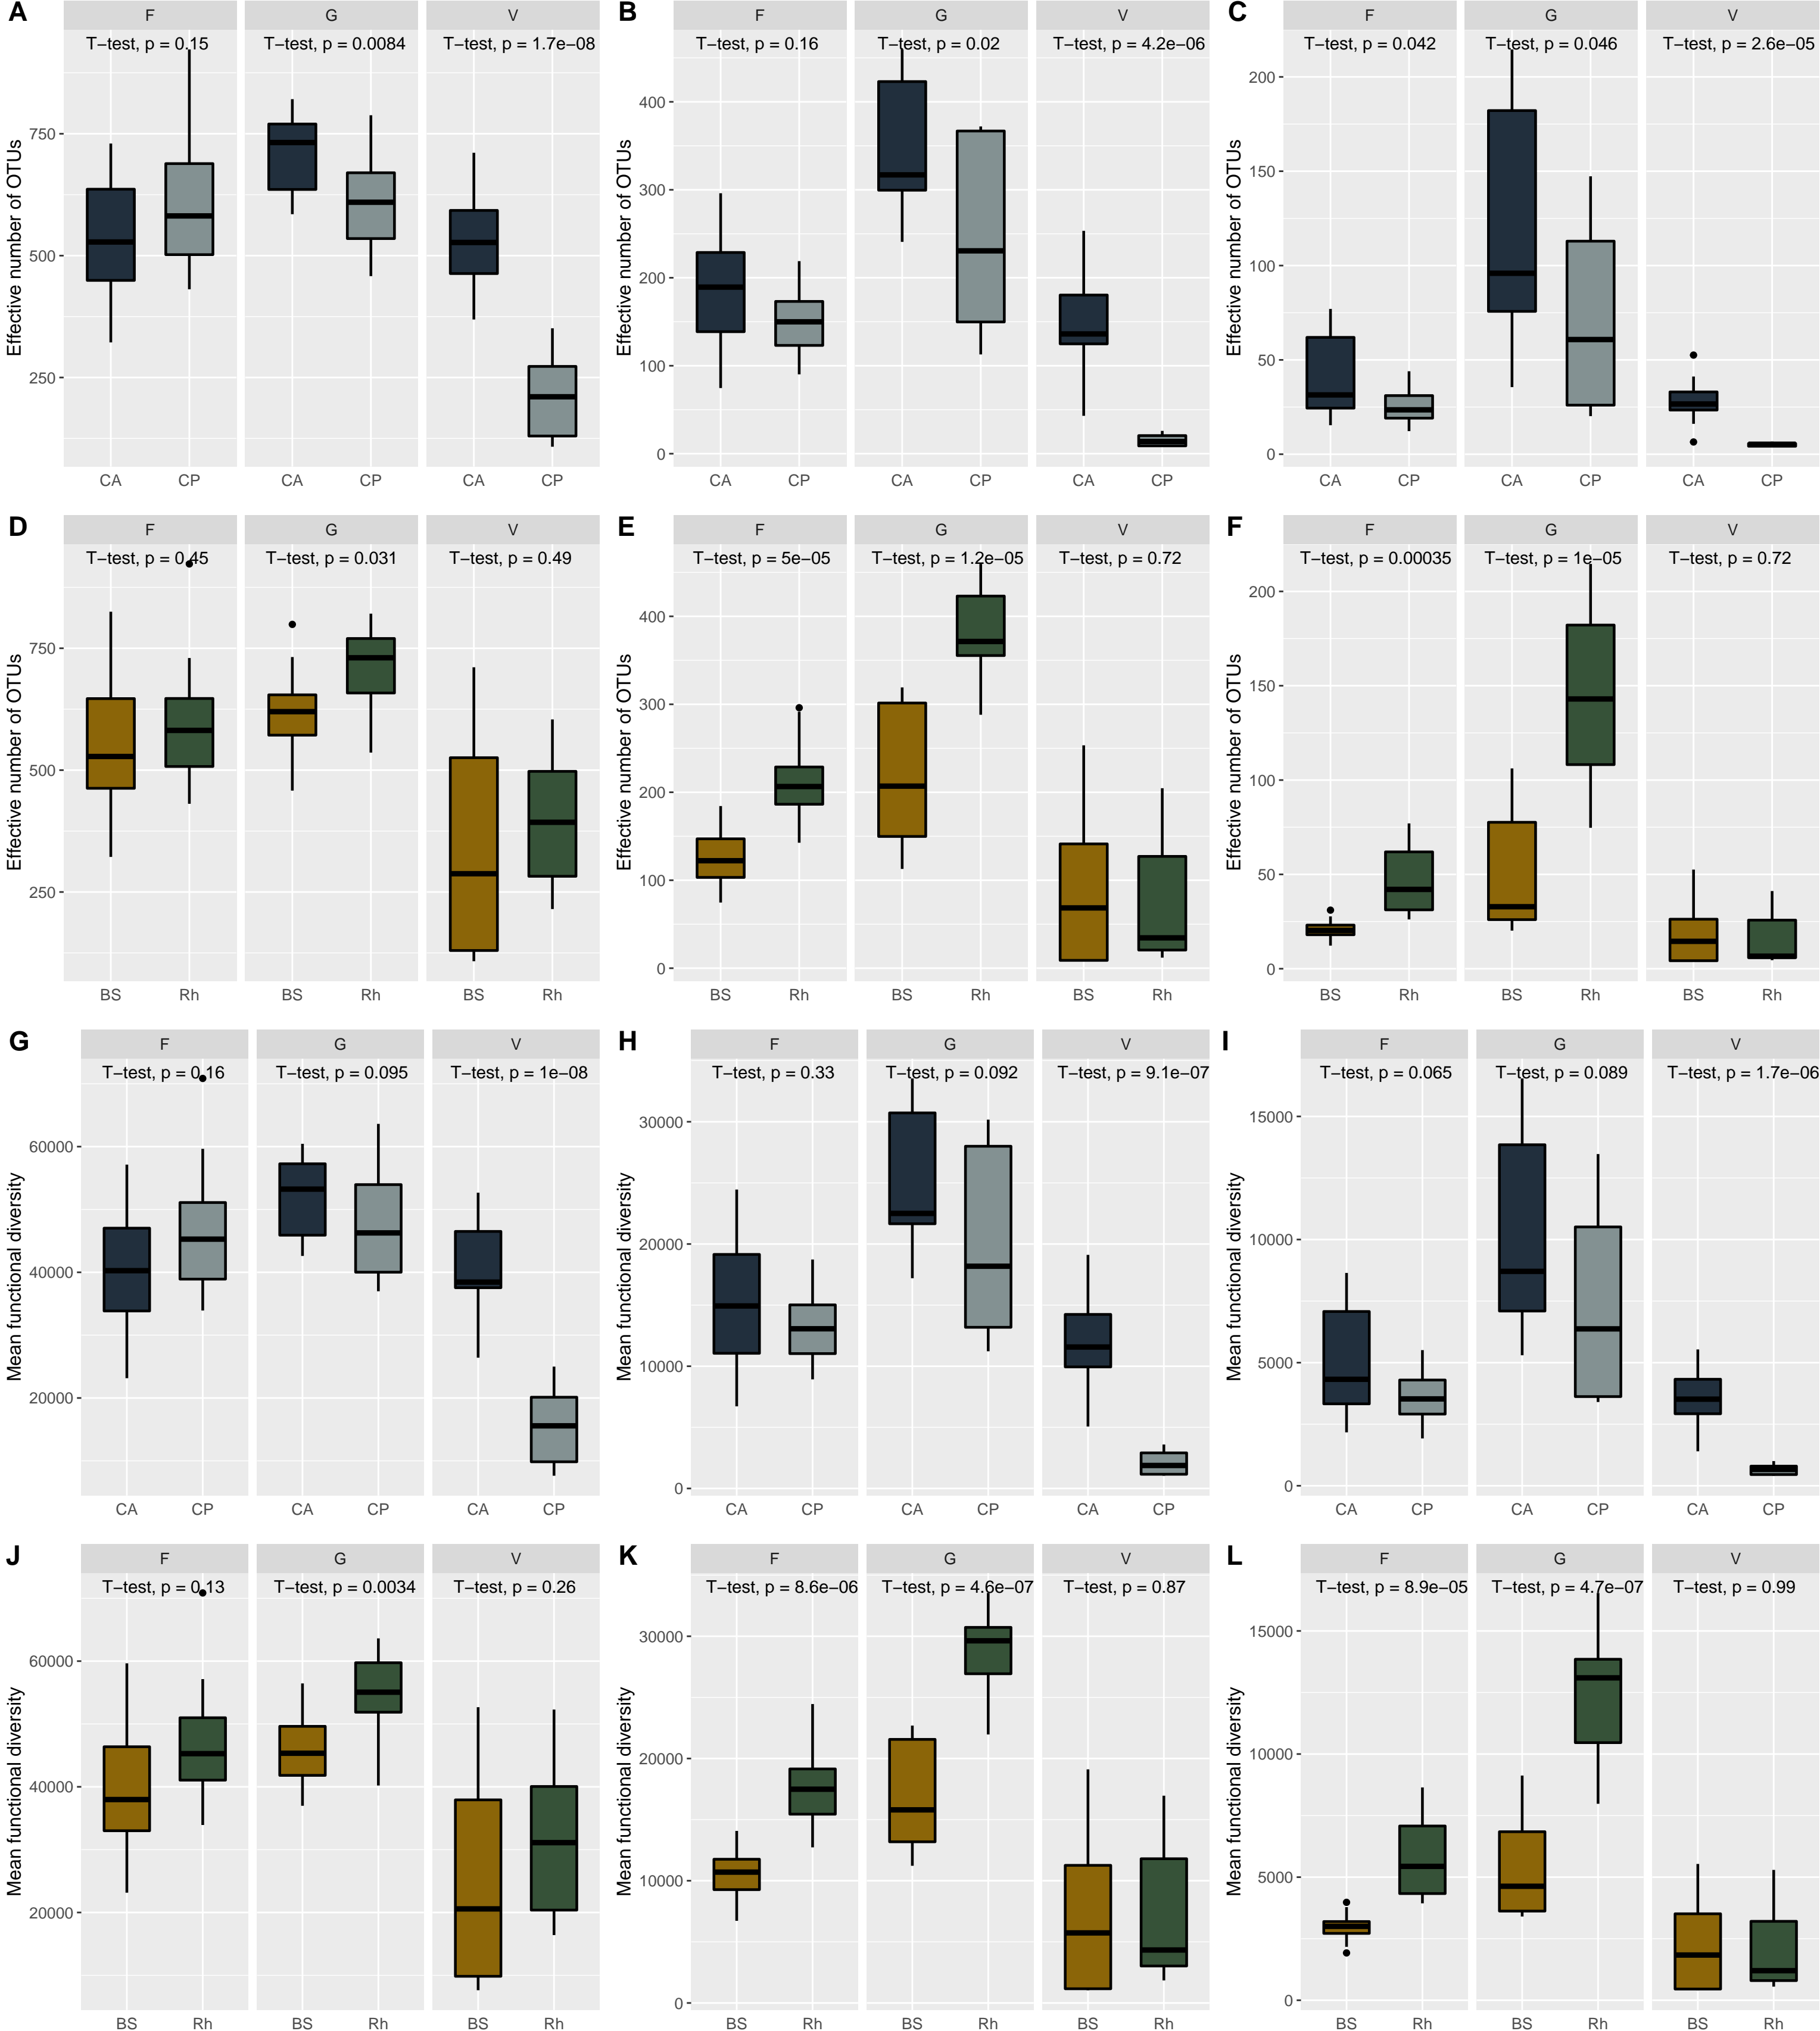 A
F G V
T-test, p = 0.15 T-test, p = 0.0084 T-test, p = 1.7e-08
Effective number of OTUs
750
500
250
CA CP CA CP CA CP
B
F G V
T-test, p = 0.16 T-test, p = 0.02 T-test, p = 4.2e-06
Effective number of OTUs
400
300
200
100
0
CA CP CA CP CA CP
C
F G V
T-test, p = 0.042 T-test, p = 0.046 T-test, p = 2.6e-05
Effective number of OTUs
200
150
100
50
0
CA CP CA CP CA CP
D
F G V
T-test, p = 0.45 T-test, p = 0.031 T-test, p = 0.49
Effective number of OTUs
750
500
250
BS Rh BS Rh BS Rh
E
F G V
T-test, p = 5e-05 T-test, p = 1.2e-05 T-test, p = 0.72
Effective number of OTUs
400
300
200
100
0
BS Rh BS Rh BS Rh
F
F G V
T-test, p = 0.00035 T-test, p = 1e-05 T-test, p = 0.72
Effective number of OTUs
200
150
100
50
0
BS Rh BS Rh BS Rh
G
F G V
T-test, p = 0.16 T-test, p = 0.095 T-test, p = 1e-08
Mean functional diversity
60000
40000
20000
CA CP CA CP CA CP
H
F G V
T-test, p = 0.33 T-test, p = 0.092 T-test, p = 9.1e-07
Mean functional diversity
30000
20000
10000
0
CA CP CA CP CA CP
I
F G V
T-test, p = 0.065 T-test, p = 0.089 T-test, p = 1.7e-06
Mean functional diversity
15000
10000
5000
0
CA CP CA CP CA CP
J
F G V
T-test, p = 0.13 T-test, p = 0.0034 T-test, p = 0.26
Mean functional diversity
60000
40000
20000
BS Rh BS Rh BS Rh
K
F G V
T-test, p = 8.6e-06 T-test, p = 4.6e-07 T-test, p = 0.87
Mean functional diversity
30000
20000
10000
0
BS Rh BS Rh BS Rh
L
F G V
T-test, p = 8.9e-05 T-test, p = 4.7e-07 T-test, p = 0.99
Mean functional diversity
15000
10000
5000
0
BS Rh BS Rh BS Rh